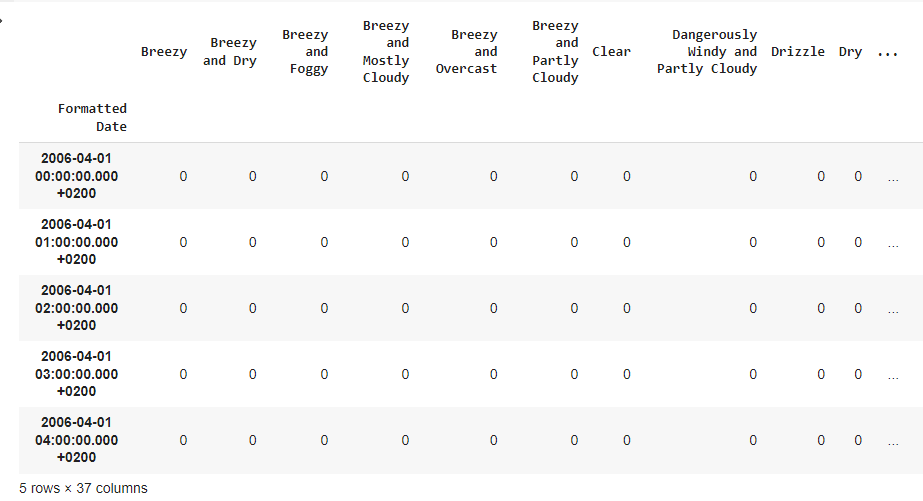 Breezy Breezy and Dry Breezy and Foggy Breezy and Mostly Cloudy Breezy and Overcast Breezy and Partly Cloudy Clear Dangerously Windy and Partly Cloudy Drizzle Dry ...
Formatted Date
2006-04-01 00:00:00.000 +0200 0 0 0 0 0 0 0 0 0 0 ...
2006-04-01 01:00:00.000 +0200 0 0 0 0 0 0 0 0 0 0 ...
2006-04-01 02:00:00.000 +0200 0 0 0 0 0 0 0 0 0 0 ...
2006-04-01 03:00:00.000 +0200 0 0 0 0 0 0 0 0 0 0 ...
2006-04-01 04:00:00.000 +0200 0 0 0 0 0 0 0 0 0 0 ...
5 rows × 37 columns